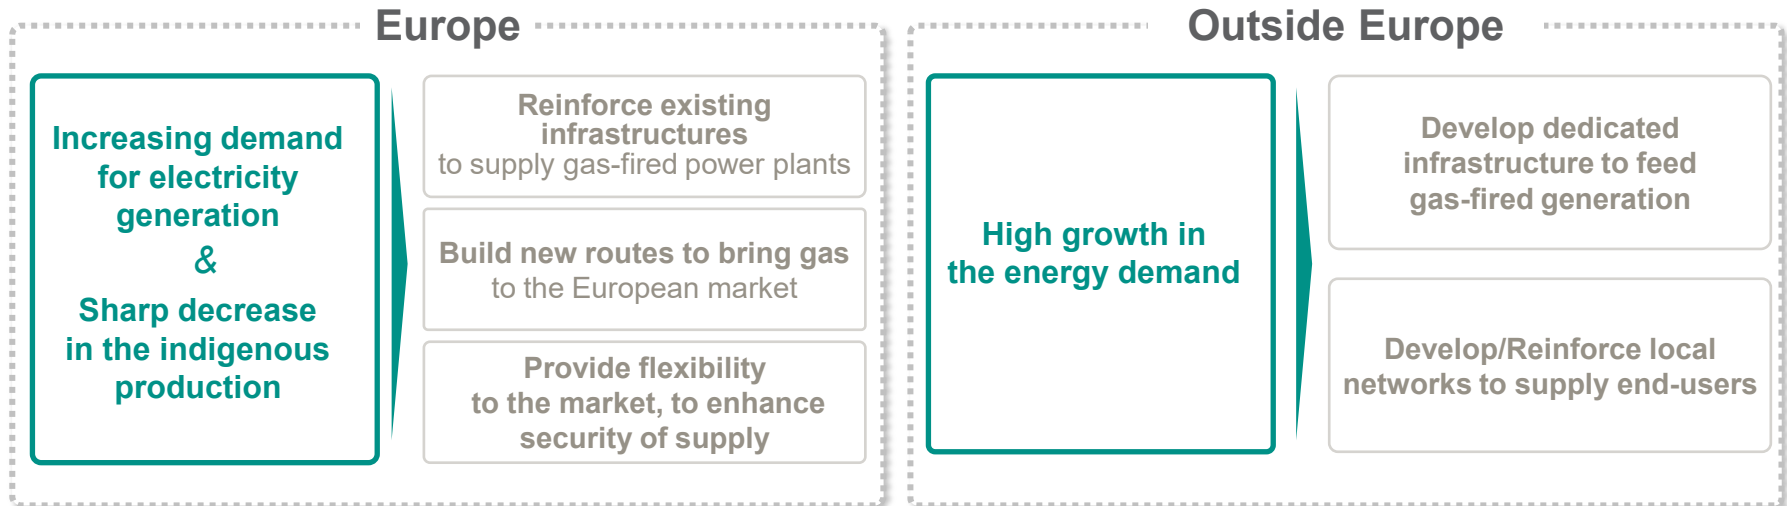 Europe
Increasing demand
for electricity
generation
&
Sharp decrease
in the indigenous
production
Reinforce existing
infrastructures
to supply gas-fired power plants
Build new routes to bring gas
to the European market
Provide flexibility
to the market, to enhance
security of supply
Outside Europe
High growth in
the energy demand
Develop dedicated
infrastructure to feed
gas-fired generation
Develop/Reinforce local
networks to supply end-users